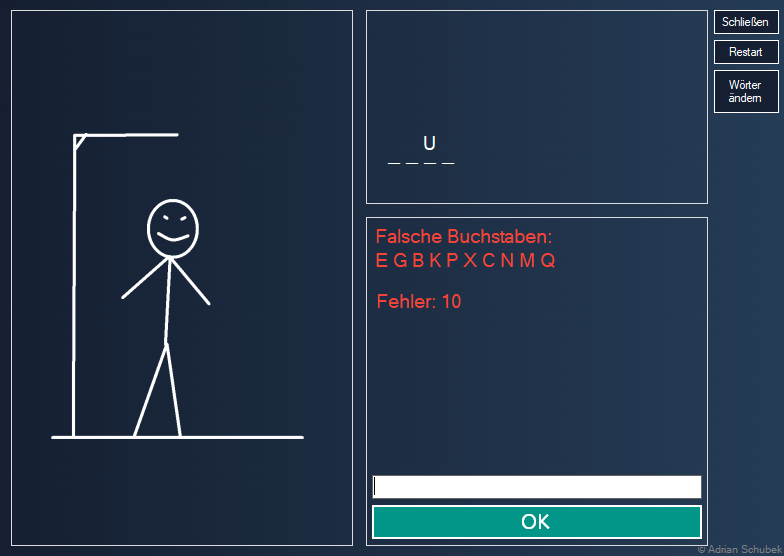 Schließen
Restart
Wörter
ändern
U
_ _ _ _
Falsche Buchstaben:
E G B K P X C N M Q
Fehler: 10
OK
© Adrian Schubek